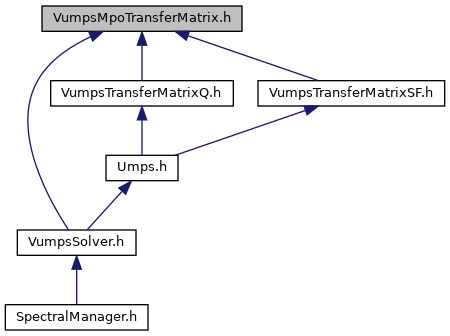 VumpsMpoTransferMatrix.h
VumpsTransferMatrixQ.h
VumpsTransferMatrixSF.h
Umps.h
VumpsSolver.h
SpectralManager.h